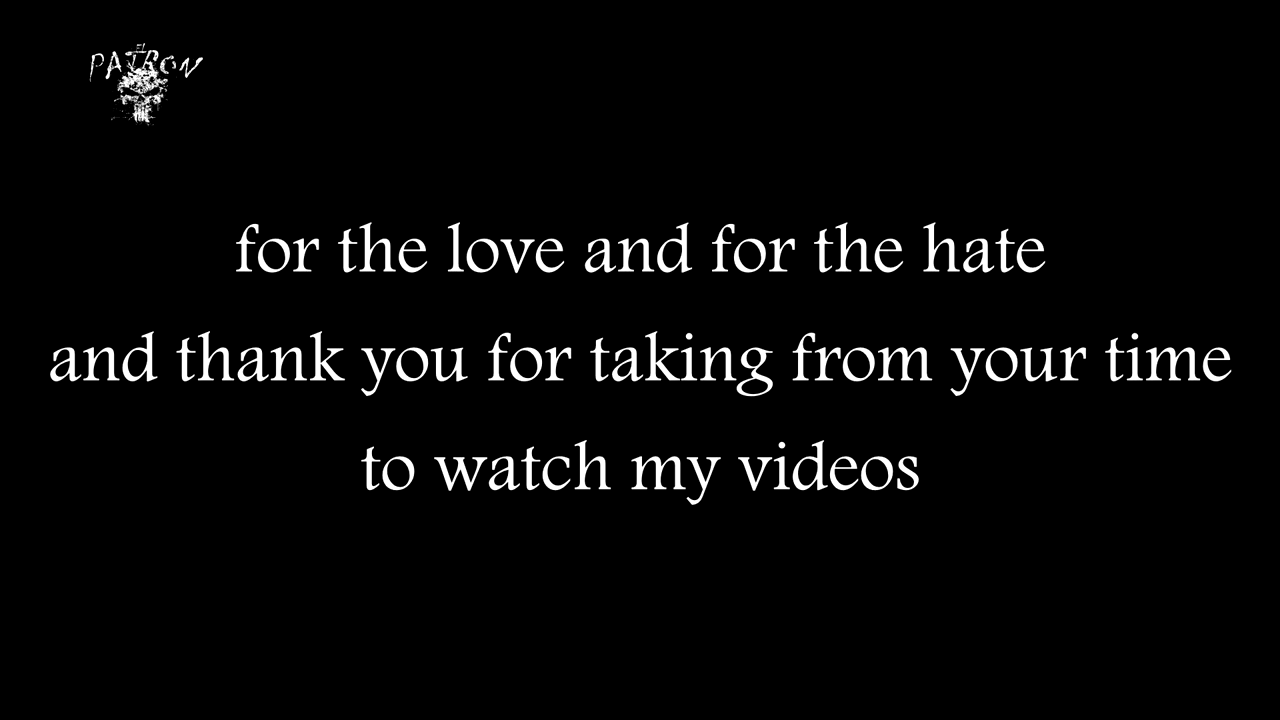 EL
PATRON
for the love and for the hate
and thank you for taking from your time
to watch my videos